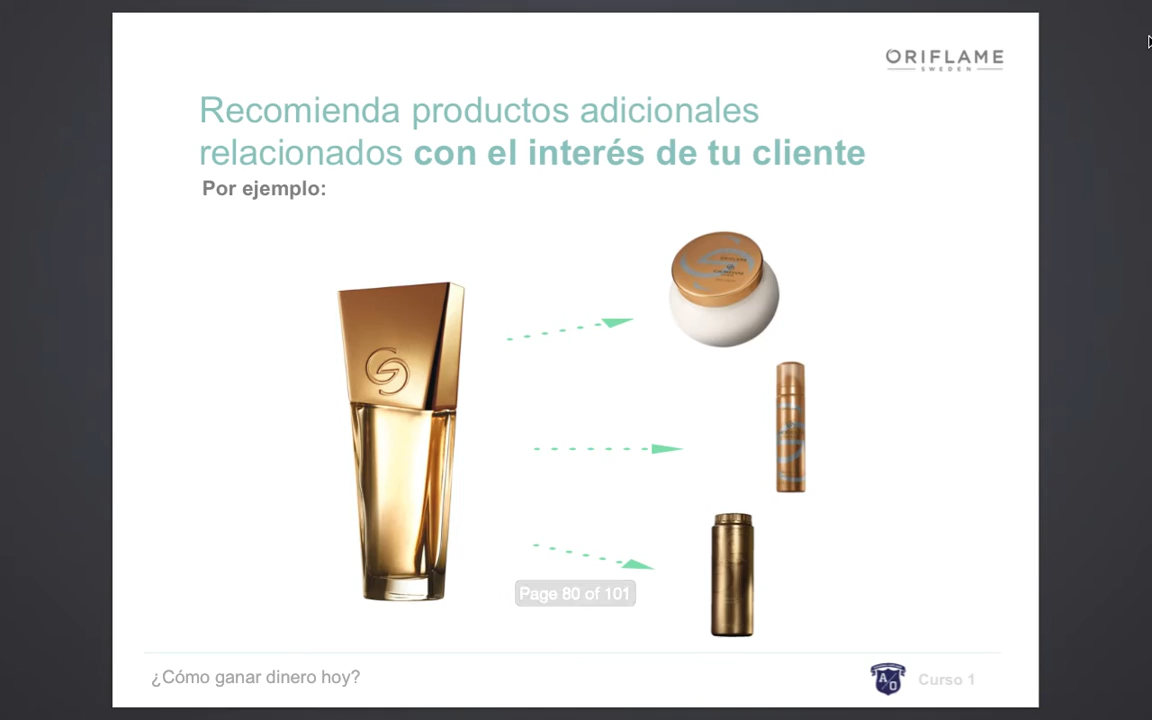 ORIFLAME
SWEDEN
Recomienda productos adicionales
relacionados con el interés de tu cliente
Por ejemplo:
ORIFLAME
Page 80 of 101
¿Cómo ganar dinero hoy?
A
O
Curso 1